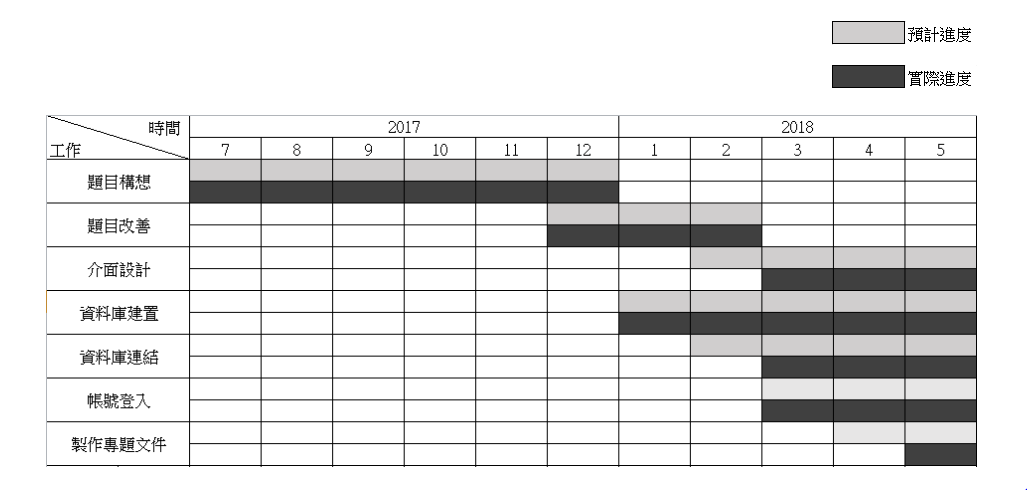 預計進度
實際進度
時間
工作
2017
2018
7 8 9 10 11 12 1 2 3 4 5
題目構想
題目改善
介面設計
資料庫建置
資料庫連結
帳號登入
製作專題文件